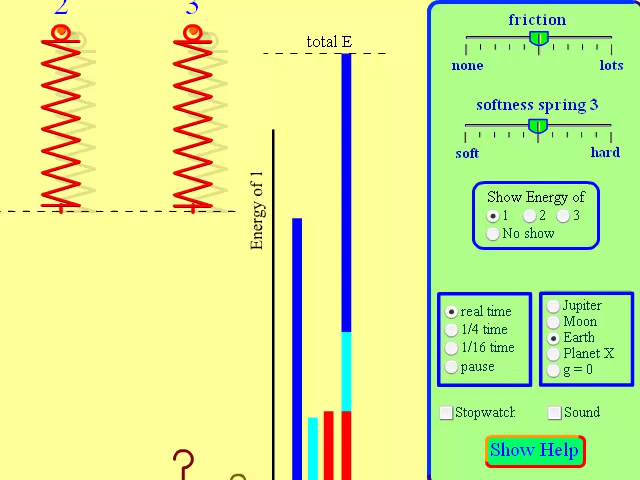 2
3
total E
Energy of 1
friction
none
lots
softness spring 3
soft
hard
Show Energy of
1
2
3
No show
real time
1/4 time
1/16 time
pause
Jupiter
Moon
Earth
Planet X
g = 0
Stopwatch
Sound
Show Help